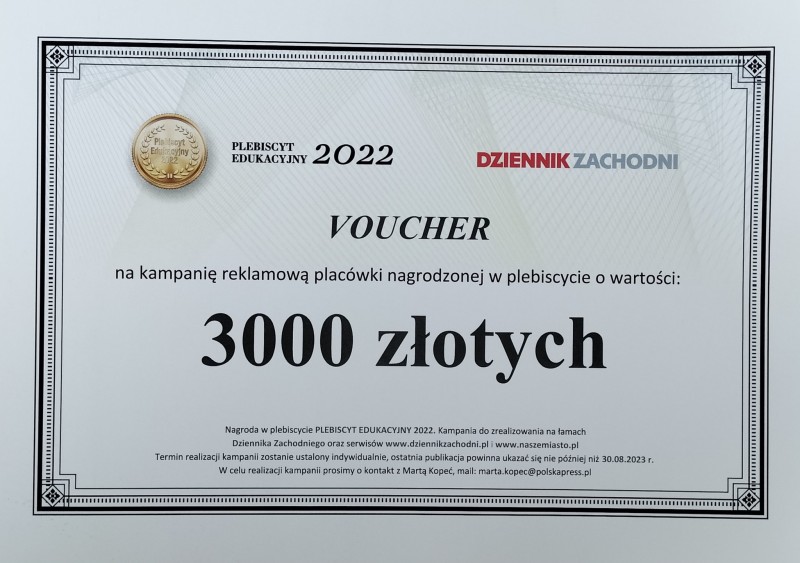 Plebiscyt
Edukacyjny
2022
PLEBISCYT
EDUKACYJNY 2022
DZIENNIK ZACHODNI
VOUCHER
na kampanię reklamową placówki nagrodzonej w plebiscycie o wartości:
3000 złotych
Nagroda w plebiscycie PLEBISCYT EDUKACYJNY 2022. Kampania do zrealizowania na łamach
Dziennika Zachodniego oraz serwisów www.dziennikzachodni.pl i www.naszemiasto.pl
Termin realizacji kampanii zostanie ustalony indywidualnie, ostatnia publikacja powinna ukazać się nie później niż 30.08.2023 r.
W celu realizacji kampanii prosimy o kontakt z Martą Kopeć, mail: marta.kopec@polskapress.pl